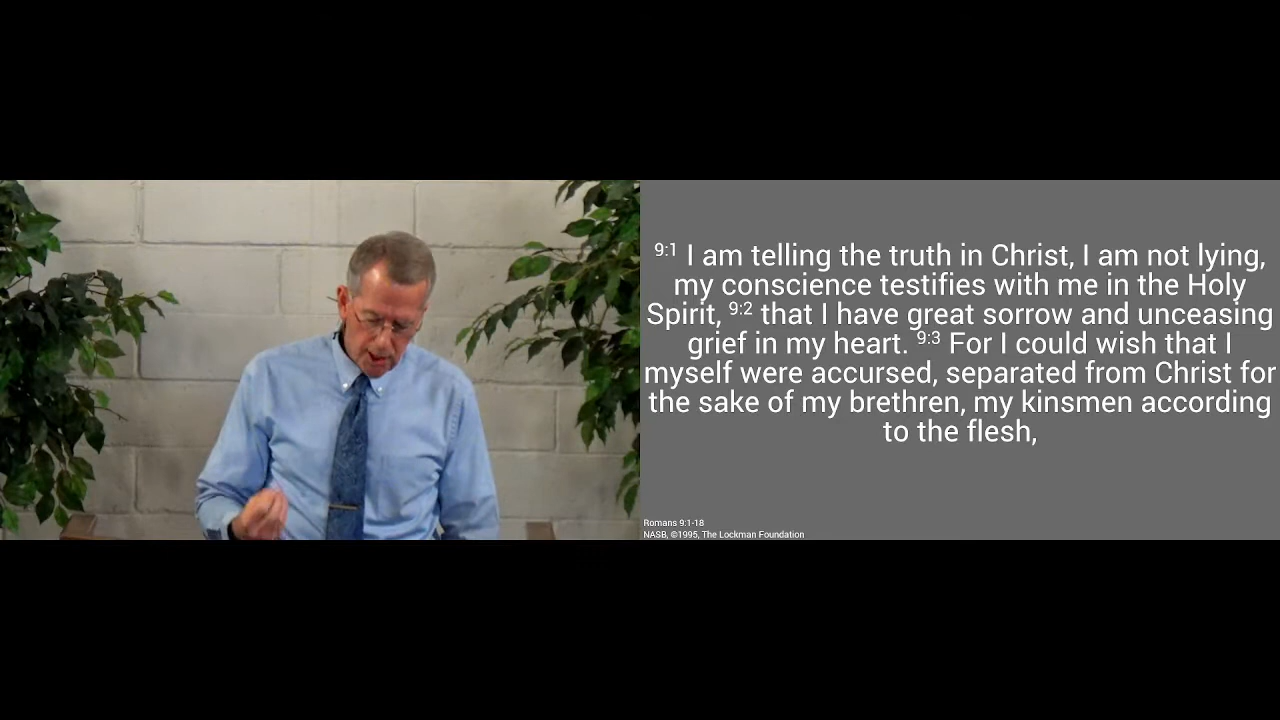 9:1 I am telling the truth in Christ, I am not lying,
my conscience testifies with me in the Holy
Spirit, 9:2 that I have great sorrow and unceasing
grief in my heart. 9:3 For I could wish that I
myself were accursed, separated from Christ for
the sake of my brethren, my kinsmen according
to the flesh,
Romans 9:1-18
NASB, ©1995, The Lockman Foundation